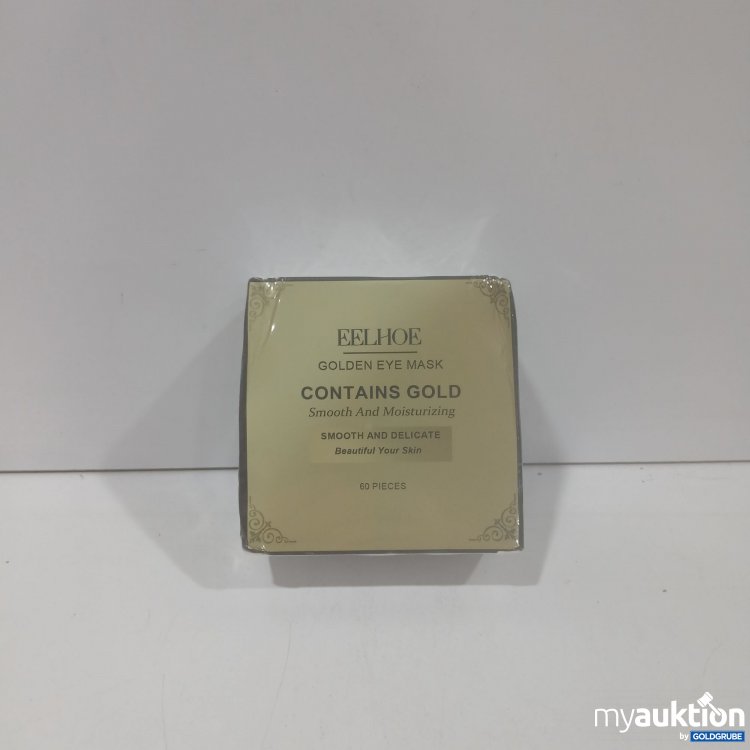 EELHOE
GOLDEN EYE MASK
CONTAINS GOLD
Smooth And Moisturizing
SMOOTH AND DELICATE
Beautiful Your Skin
60 PIECES
myauktion
by GOLDGRUBE